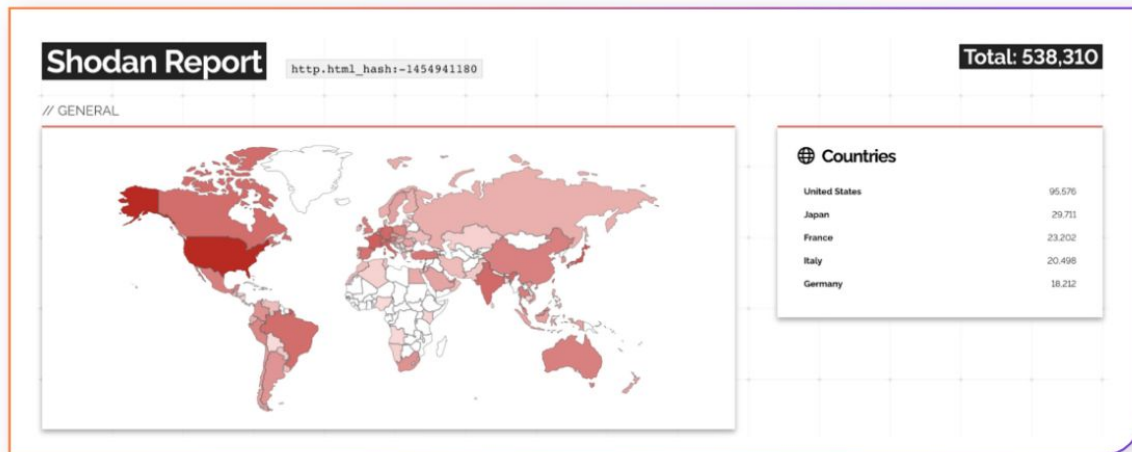 Shodan Report
http.html_hash:-1454941180
Total: 538,310
// GENERAL
Countries
United States 95,576
Japan 29,711
France 23,202
Italy 20,498
Germany 18,212